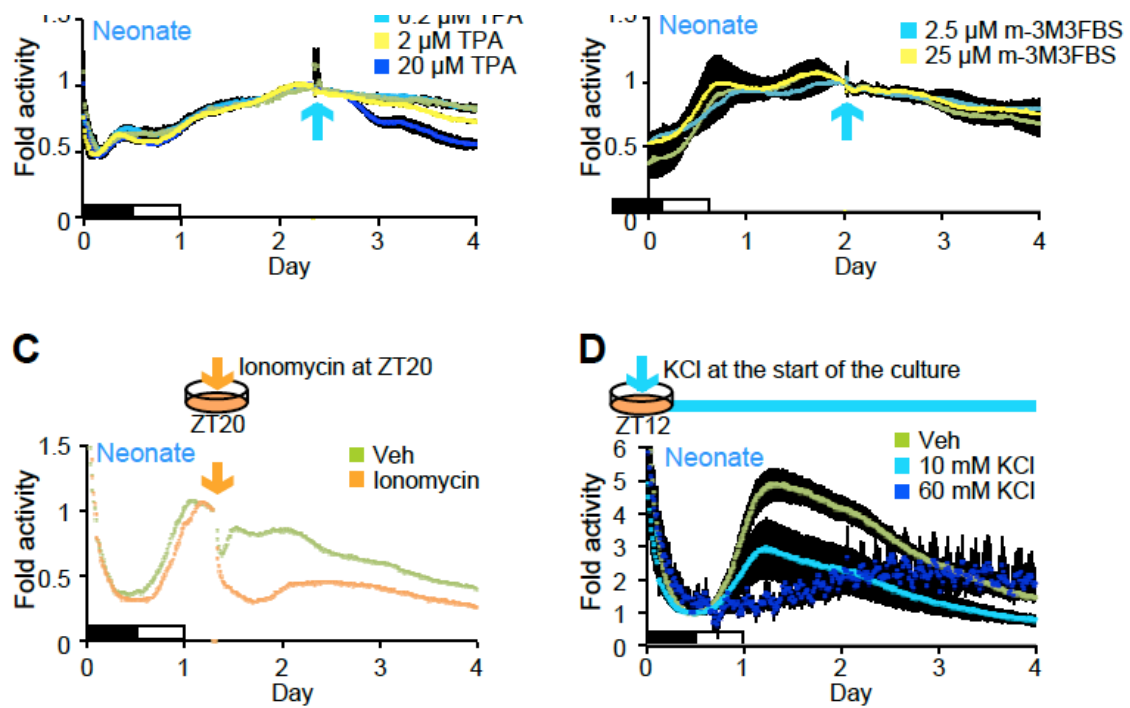 1.5
Neonate
0.2 µM TPA
2 µM TPA
20 µM TPA
1
0.5
0
Fold activity
0 1 2 3 4
Day
1.5
Neonate
2.5 µM m-3M3FBS
25 µM m-3M3FBS
1
0.5
0
Fold activity
0 1 2 3 4
Day
C
Ionomycin at ZT20
ZT20
1.5
Neonate
Veh
Ionomycin
1
0.5
0
Fold activity
0 1 2 3 4
Day
D
KCl at the start of the culture
ZT12
6
Neonate
Veh
10 mM KCl
60 mM KCl
5
4
3
2
1
0
Fold activity
0 1 2 3 4
Day